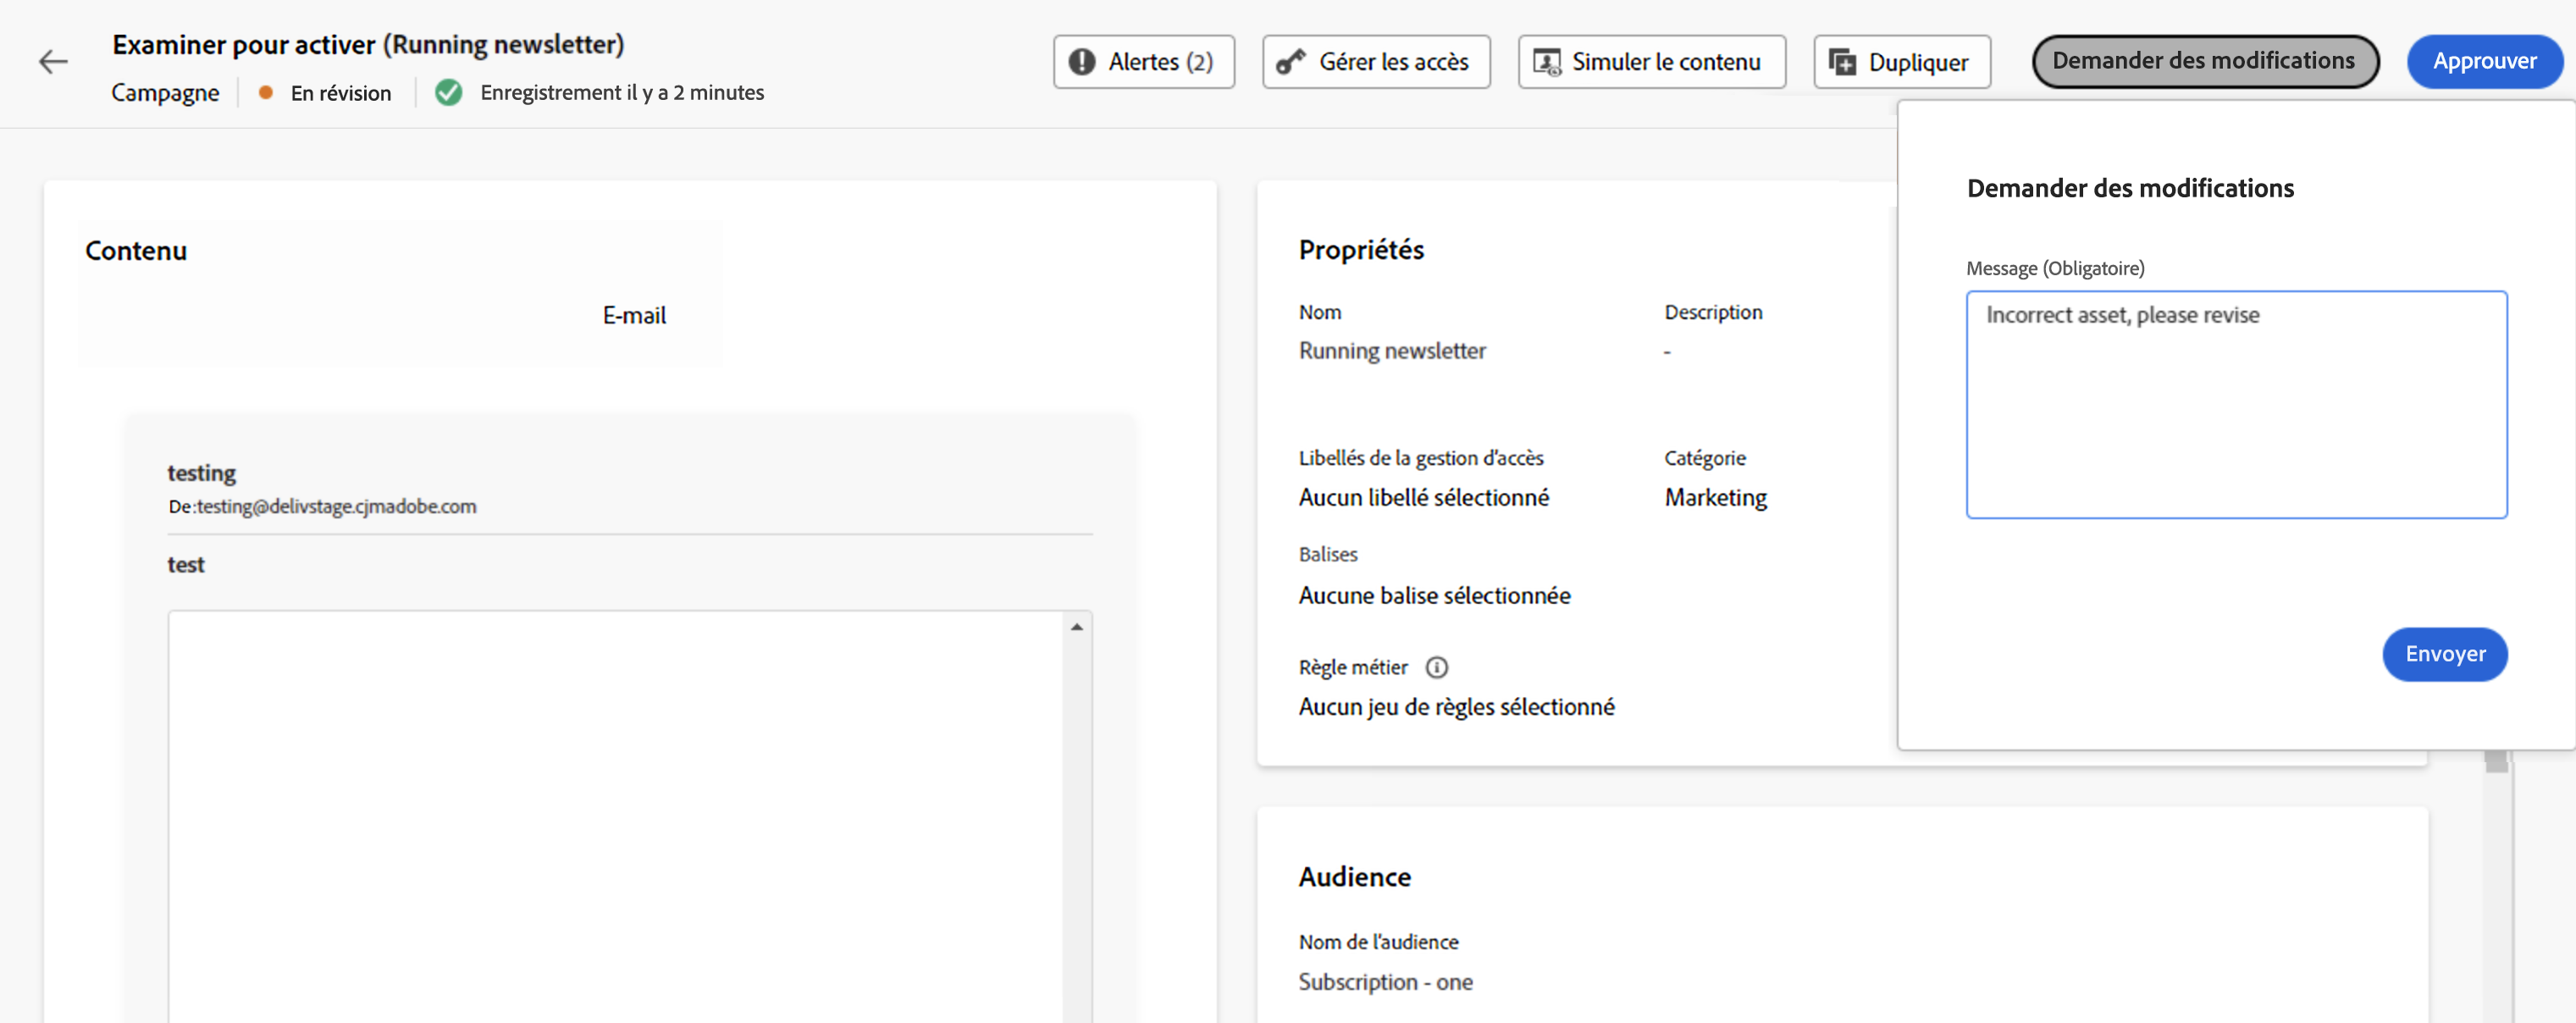 Examiner pour activer (Running newsletter)
Campagne
En révision
Enregistrement il y a 2 minutes
Alertes (2)
Gérer les accès
Simuler le contenu
Dupliquer
Demander des modifications
Approuver
Contenu
E-mail
testing
De:testing@delivstage.cjmadobe.com
test
Propriétés
Nom
Description
Running newsletter
-
Libellés de la gestion d'accès
Catégorie
Aucun libellé sélectionné
Marketing
Balises
Aucune balise sélectionnée
Règle métier
Aucun jeu de règles sélectionné
Audience
Nom de l'audience
Subscription - one
Demander des modifications
Message (Obligatoire)
Incorrect asset, please revise
Envoyer